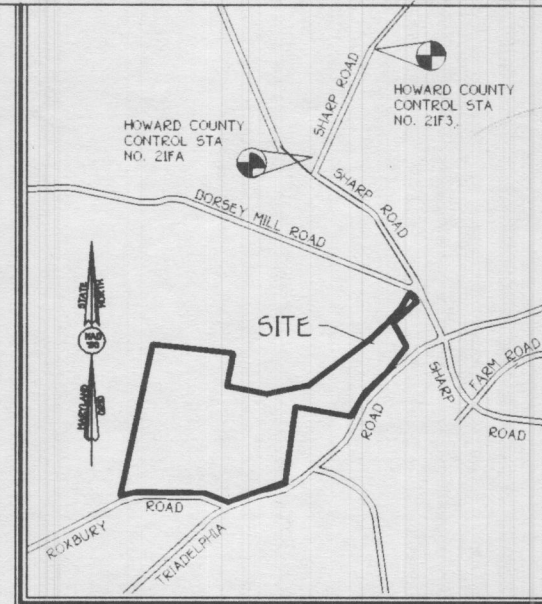 SHARP ROAD
HOWARD COUNTY
CONTROL STA
NO. 21F3
HOWARD COUNTY
CONTROL STA
NO. 21FA
SHARP ROAD
DORSEY MILL ROAD
STATE
NORTH
NAD
'83
MARYLAND
GRID
SITE
SHARP
ROAD
FARM ROAD
ROAD
ROXBURY
ROAD
TRIADELPHIA